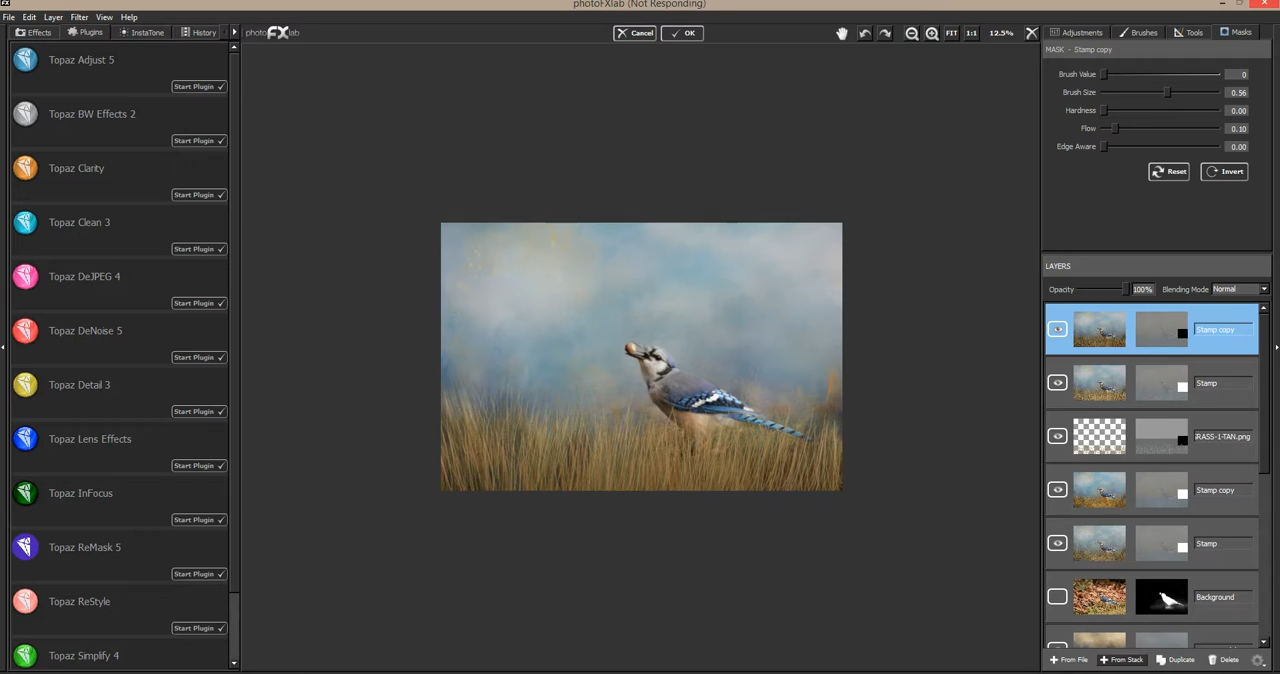 photoFXlab (Not Responding)
File Edit Layer Filter View Help
Effects Plugins InstaTone History
photoFXlab
Cancel OK
FIT 1:1 12.5%
Adjustments Brushes Tools Masks
Topaz Adjust 5
Start Plugin
Topaz BW Effects 2
Start Plugin
Topaz Clarity
Start Plugin
Topaz Clean 3
Start Plugin
Topaz DeJPEG 4
Start Plugin
Topaz DeNoise 5
Start Plugin
Topaz Detail 3
Start Plugin
Topaz Lens Effects
Start Plugin
Topaz InFocus
Start Plugin
Topaz ReMask 5
Start Plugin
Topaz ReStyle
Start Plugin
Topaz Simplify 4
MASK - Stamp copy
Brush Value 0
Brush Size 0.56
Hardness 0.00
Flow 0.10
Edge Aware 0.00
Reset Invert
LAYERS
Opacity 100% Blending Mode Normal
Stamp copy
Stamp
RASS-1-TAN.png
Stamp copy
Stamp
Background
From File From Stack Duplicate Delete